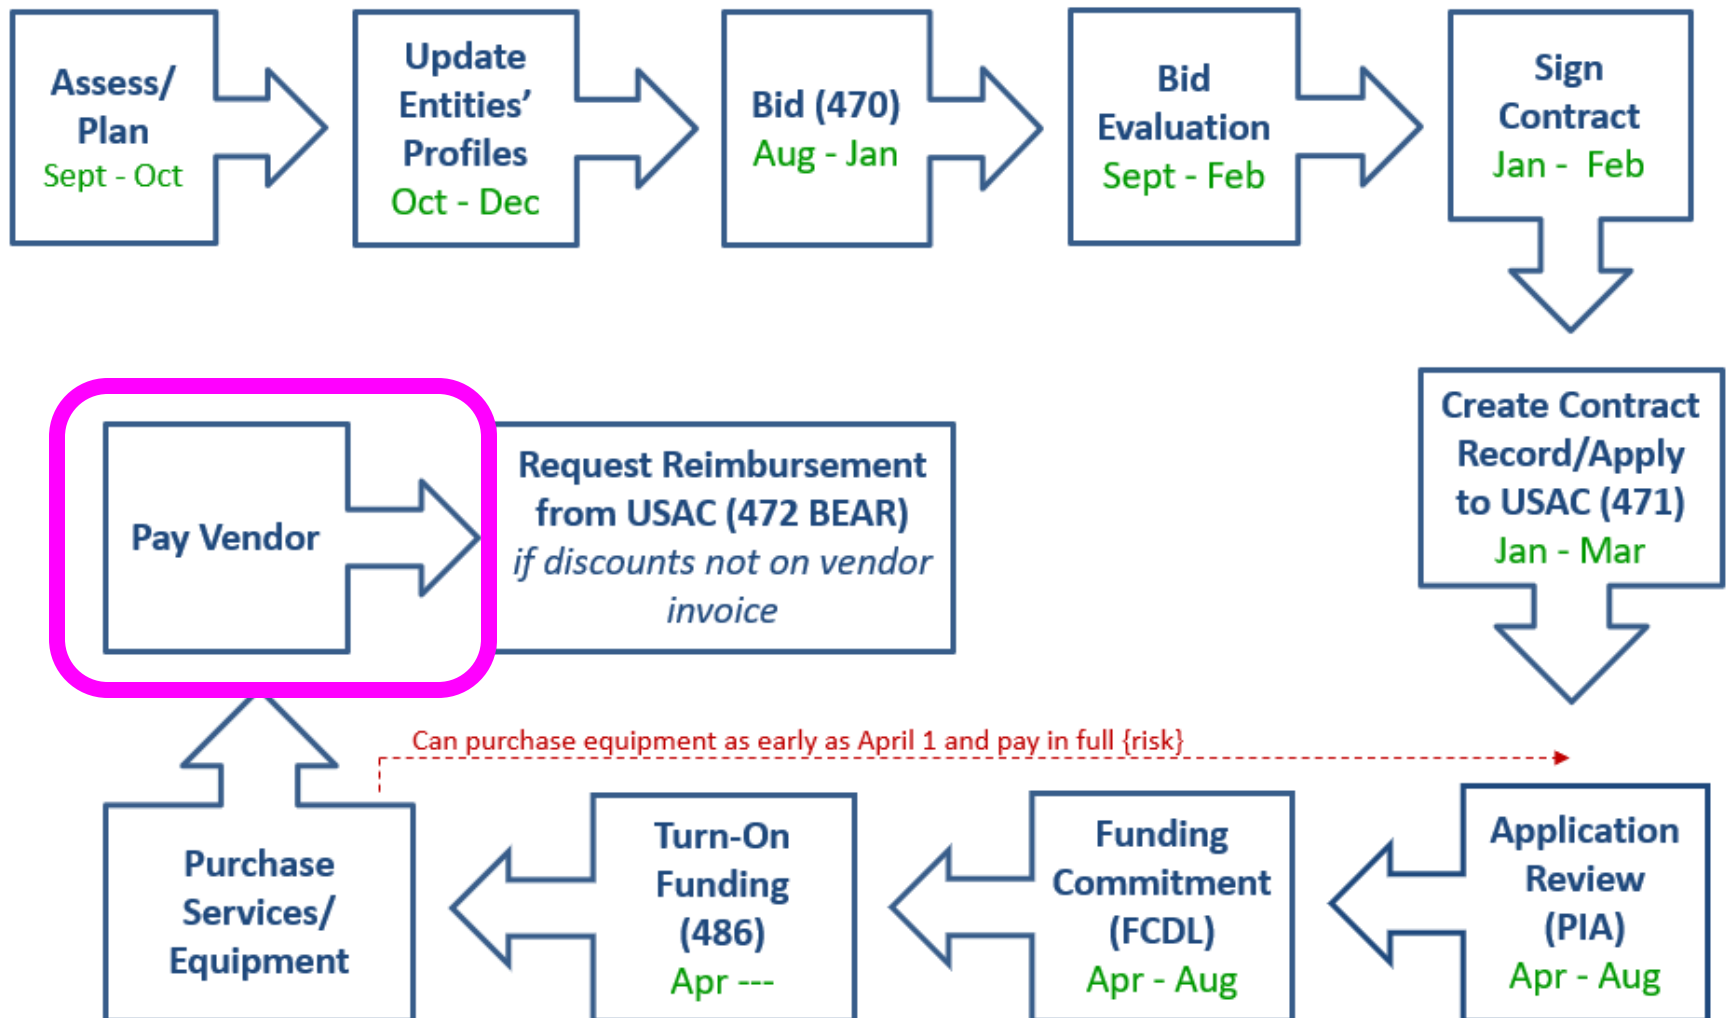 Assess/
Plan
Sept - Oct
Update
Entities’
Profiles
Oct - Dec
Bid (470)
Aug - Jan
Bid
Evaluation
Sept - Feb
Sign
Contract
Jan -  Feb
Create Contract
Record/Apply
to USAC (471)
Jan - Mar
Application
Review
(PIA)
Apr - Aug
Funding
Commitment
(FCDL)
Apr - Aug
Turn-On
Funding
(486)
Apr ---
Can purchase equipment as early as April 1 and pay in full {risk}
Purchase
Services/
Equipment
Pay Vendor
Request Reimbursement
from USAC (472 BEAR)
if discounts not on vendor
invoice